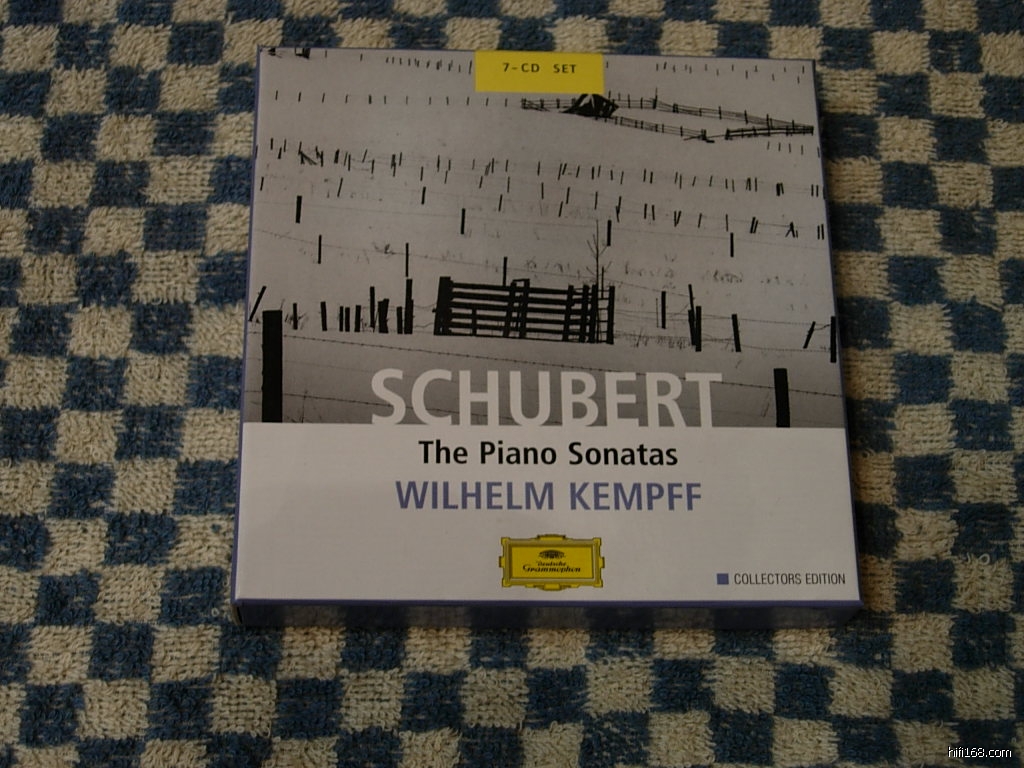 7-CD SET
SCHUBERT
The Piano Sonatas
WILHELM KEMPFF
Deutsche
Grammophon
COLLECTORS EDITION
hifi168.com